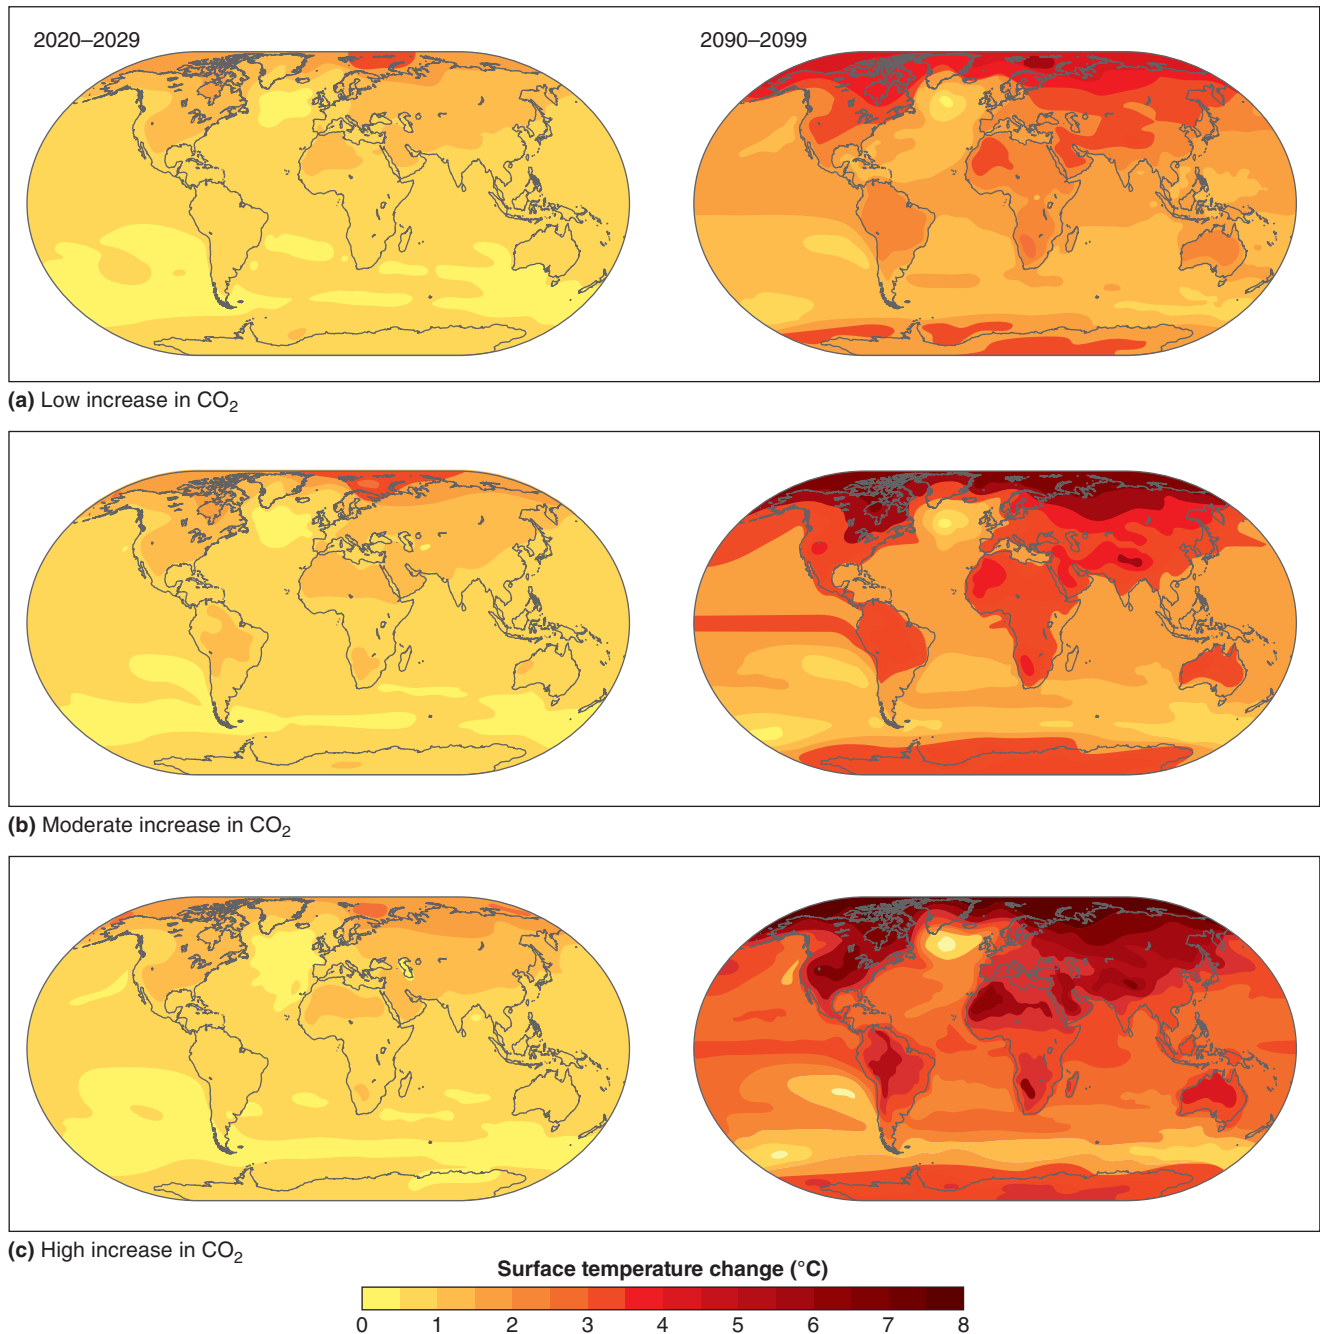 2020–2029
2090–2099
(a) Low increase in CO2
(b) Moderate increase in CO2
(c) High increase in CO2
Surface temperature change (°C)
0 1 2 3 4 5 6 7 8